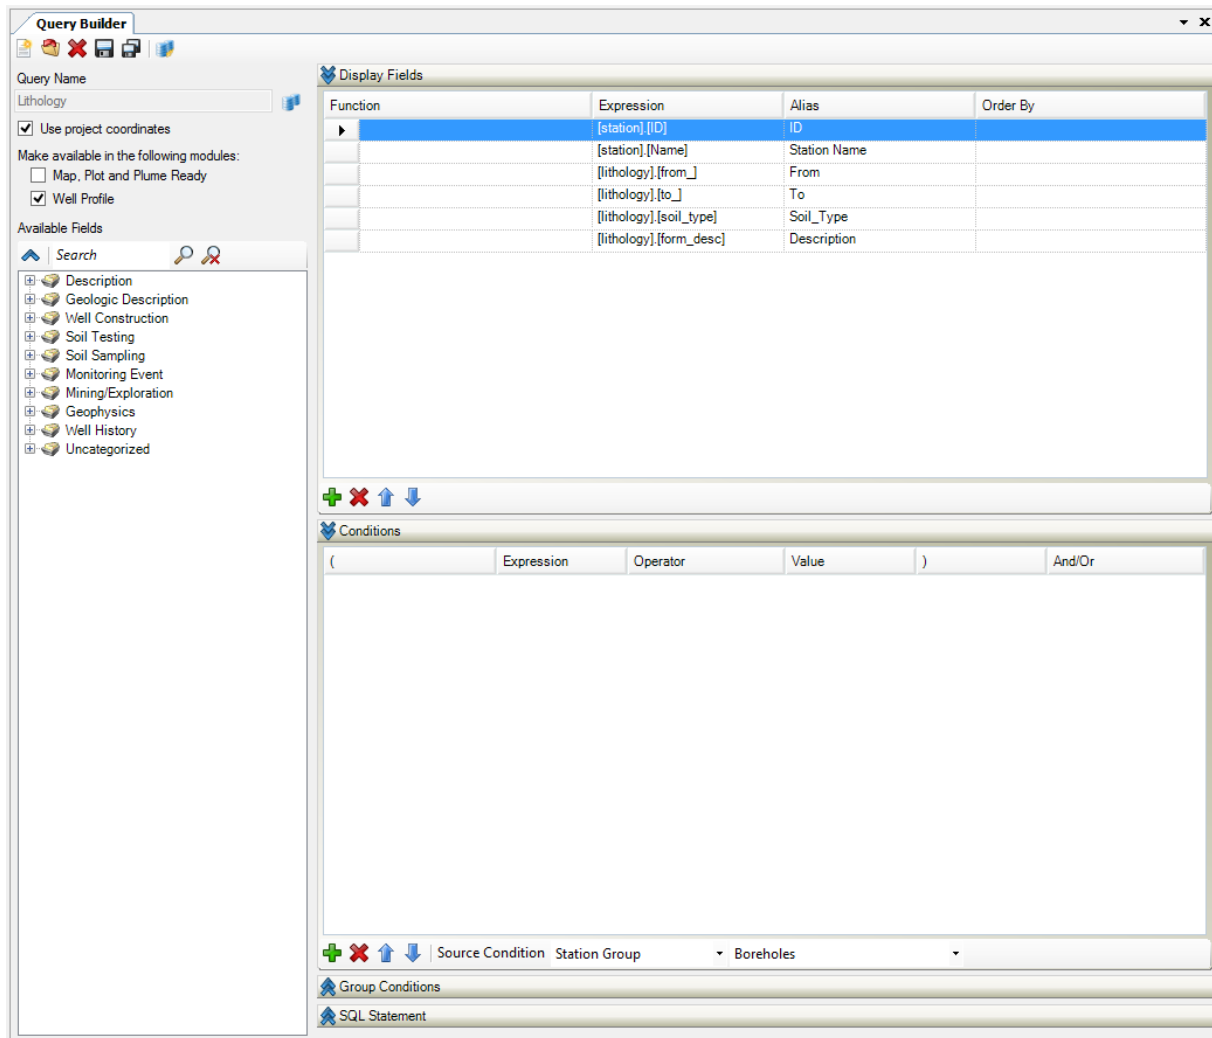 Query Builder
Query Name
Lithology
Use project coordinates
Make available in the following modules:
Map, Plot and Plume Ready
Well Profile
Available Fields
Search
Description
Geologic Description
Well Construction
Soil Testing
Soil Sampling
Monitoring Event
Mining/Exploration
Geophysics
Well History
Uncategorized
Display Fields
Function Expression Alias Order By
[station].[ID] ID
[station].[Name] Station Name
[lithology].[from_] From
[lithology].[to_] To
[lithology].[soil_type] Soil_Type
[lithology].[form_desc] Description
Conditions
( Expression Operator Value ) And/Or
Source Condition Station Group Boreholes
Group Conditions
SQL Statement